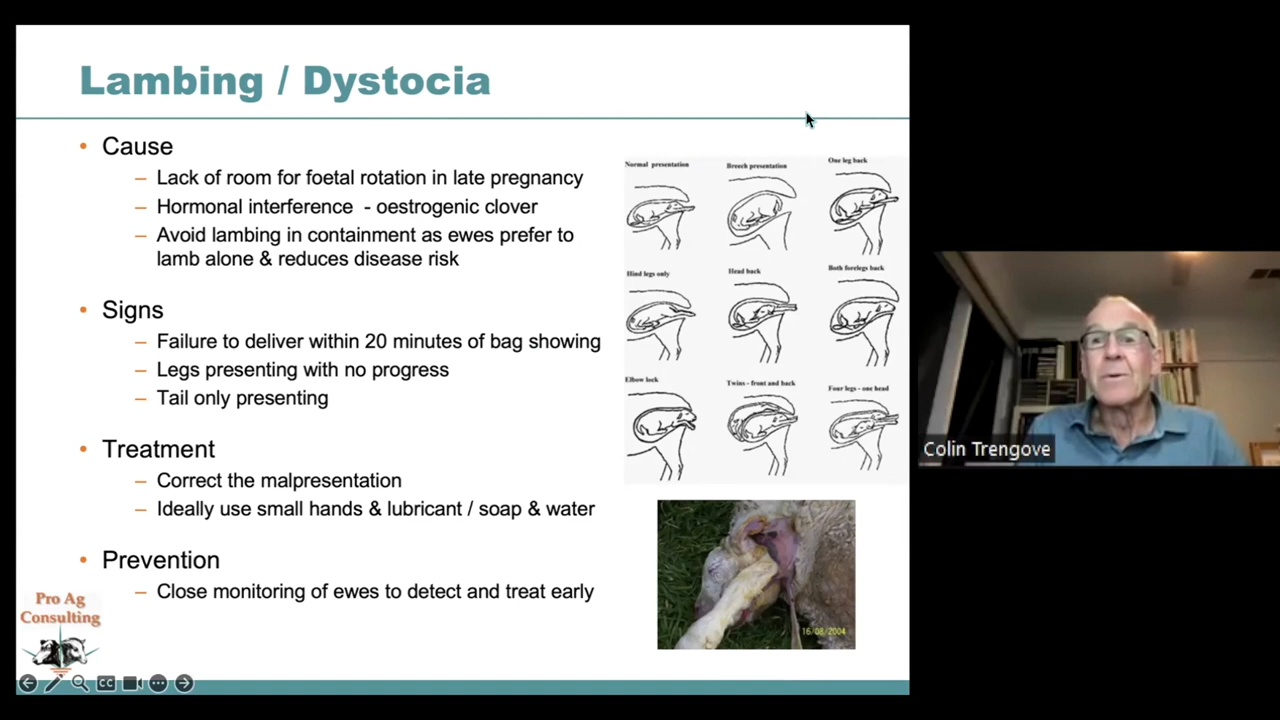 Lambing / Dystocia
• Cause
– Lack of room for foetal rotation in late pregnancy
– Hormonal interference - oestrogenic clover
– Avoid lambing in containment as ewes prefer to
lamb alone & reduces disease risk
• Signs
– Failure to deliver within 20 minutes of bag showing
– Legs presenting with no progress
– Tail only presenting
• Treatment
– Correct the malpresentation
– Ideally use small hands & lubricant / soap & water
• Prevention
– Close monitoring of ewes to detect and treat early
Normal presentation
Breech presentation
One leg back
Hind legs only
Head back
Both forelegs back
Elbow lock
Twins - front and back
Four legs - one head
16/08/2004
Pro Ag
Consulting
CC
Colin Trengove